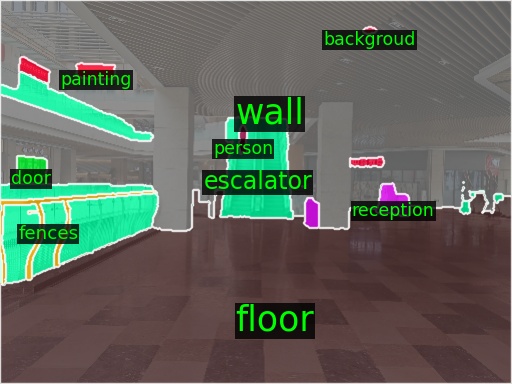 backgroud
painting
wall
person
door
escalator
reception
fences
floor